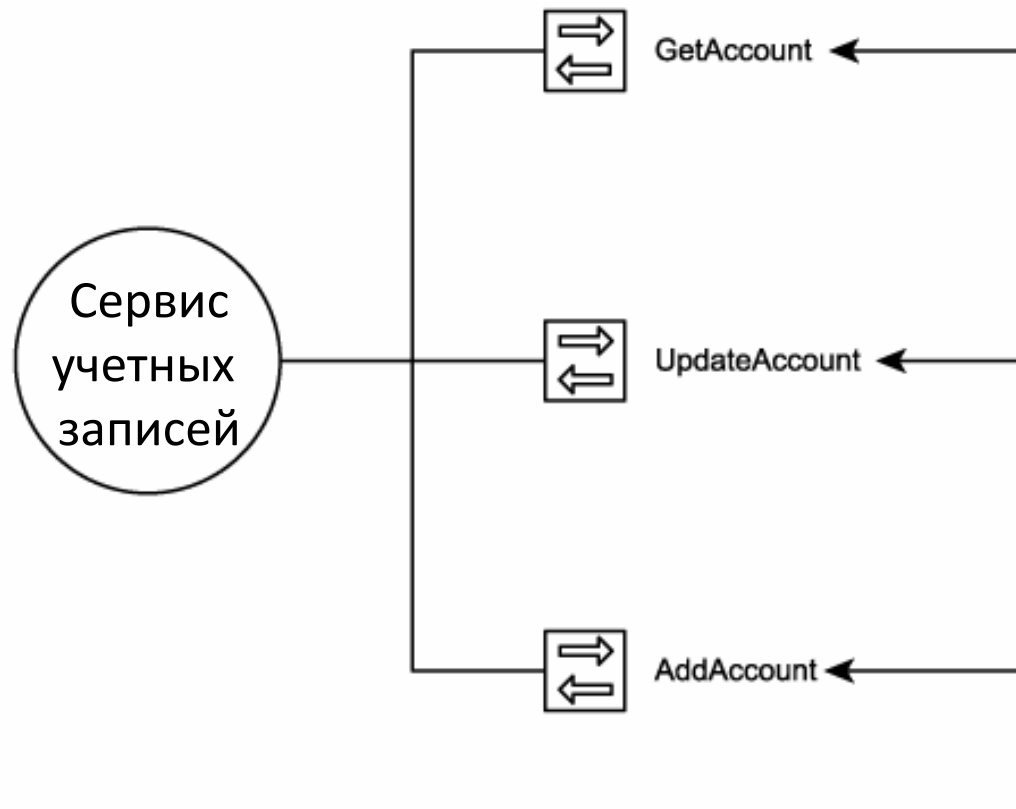 GetAccount
Сервис
учетных
записей
UpdateAccount
AddAccount